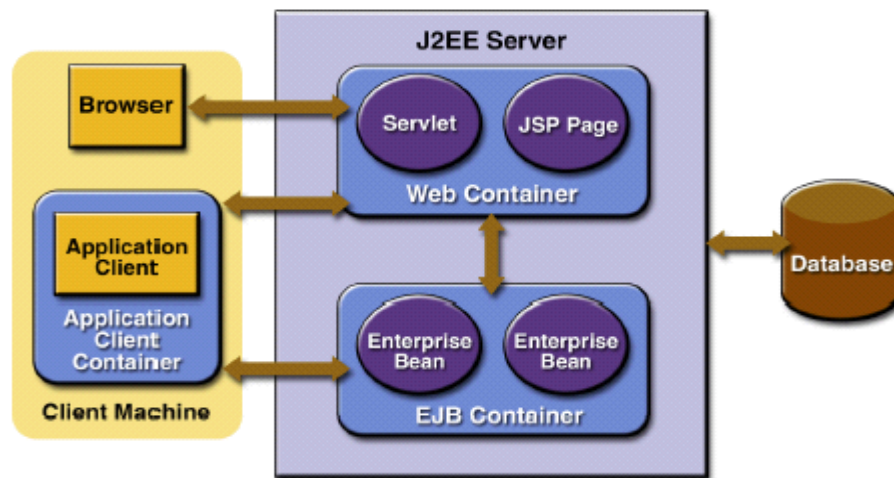 J2EE Server
Browser
Servlet
JSP Page
Web Container
Application
Client
Application
Client
Container
Client Machine
Enterprise
Bean
Enterprise
Bean
EJB Container
Database